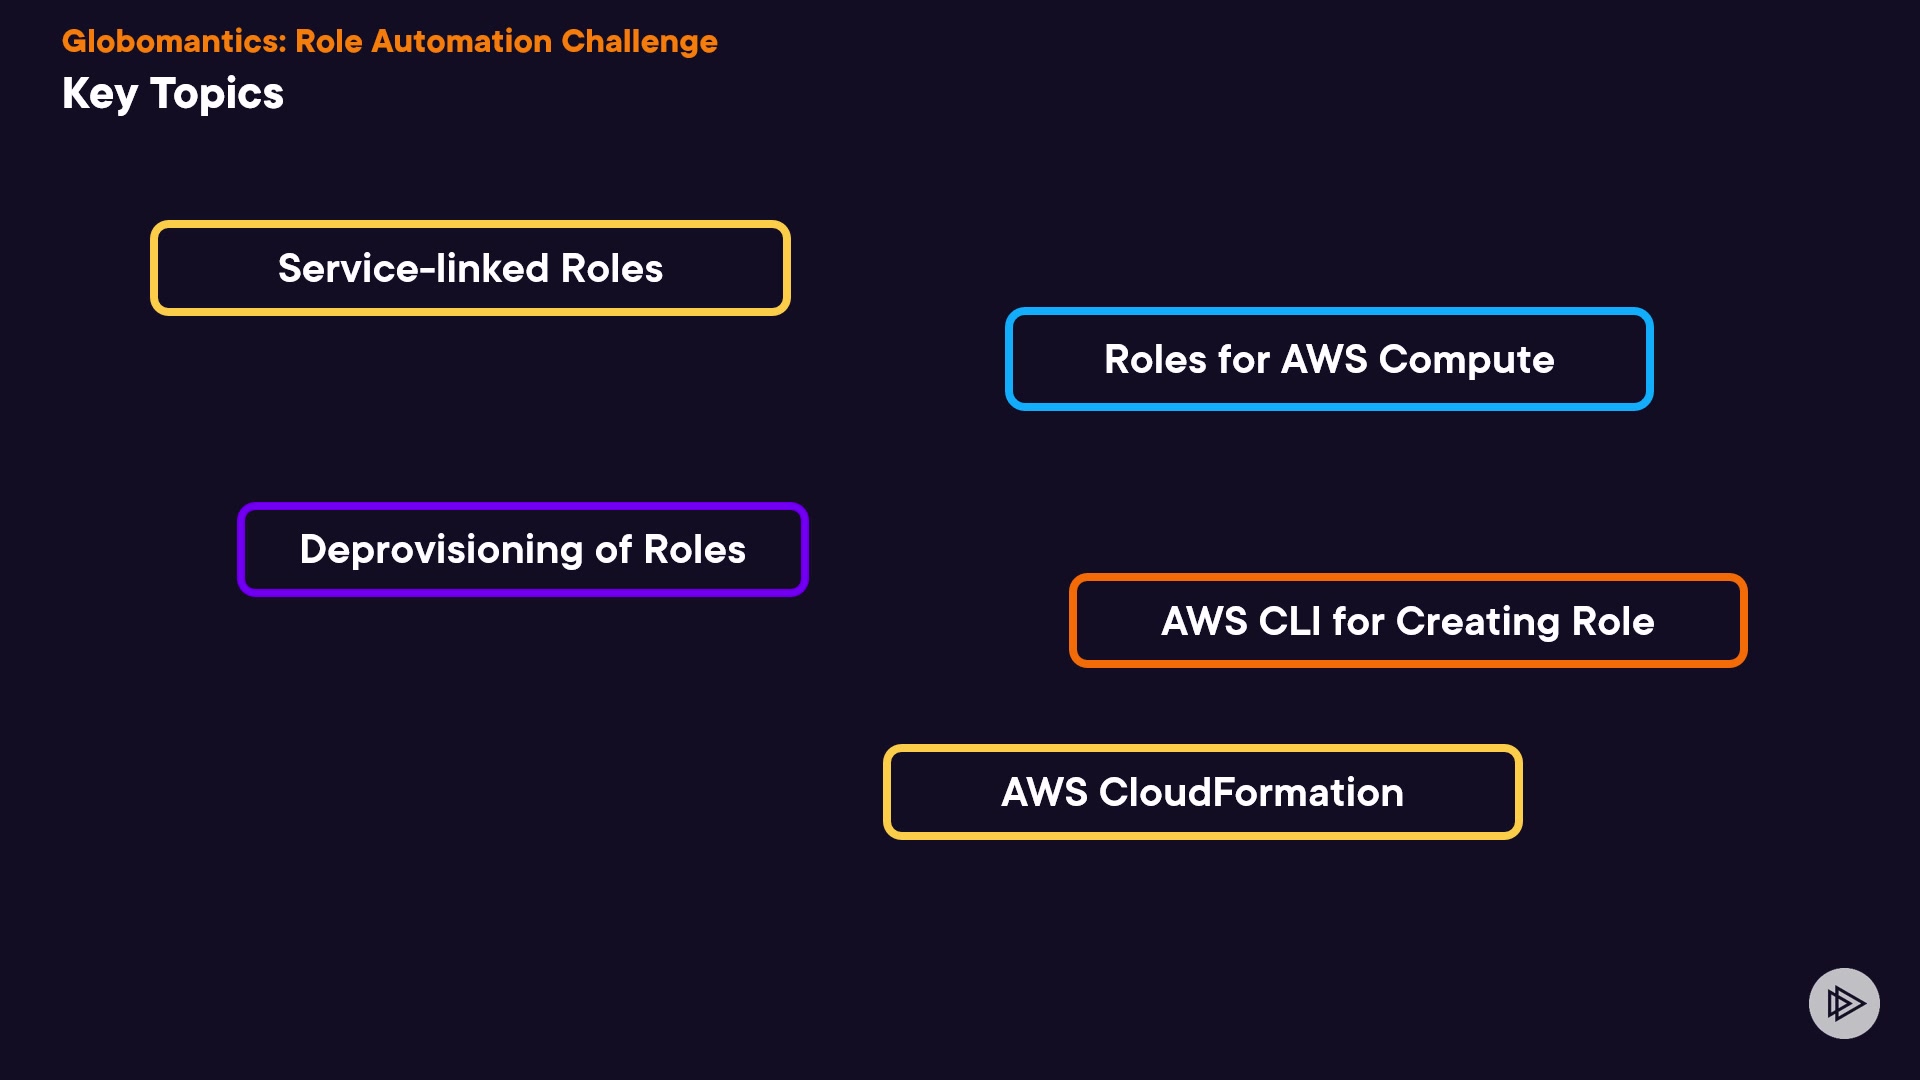 Globomantics: Role Automation Challenge
Key Topics
Service-linked Roles
Roles for AWS Compute
Deprovisioning of Roles
AWS CLI for Creating Role
AWS CloudFormation